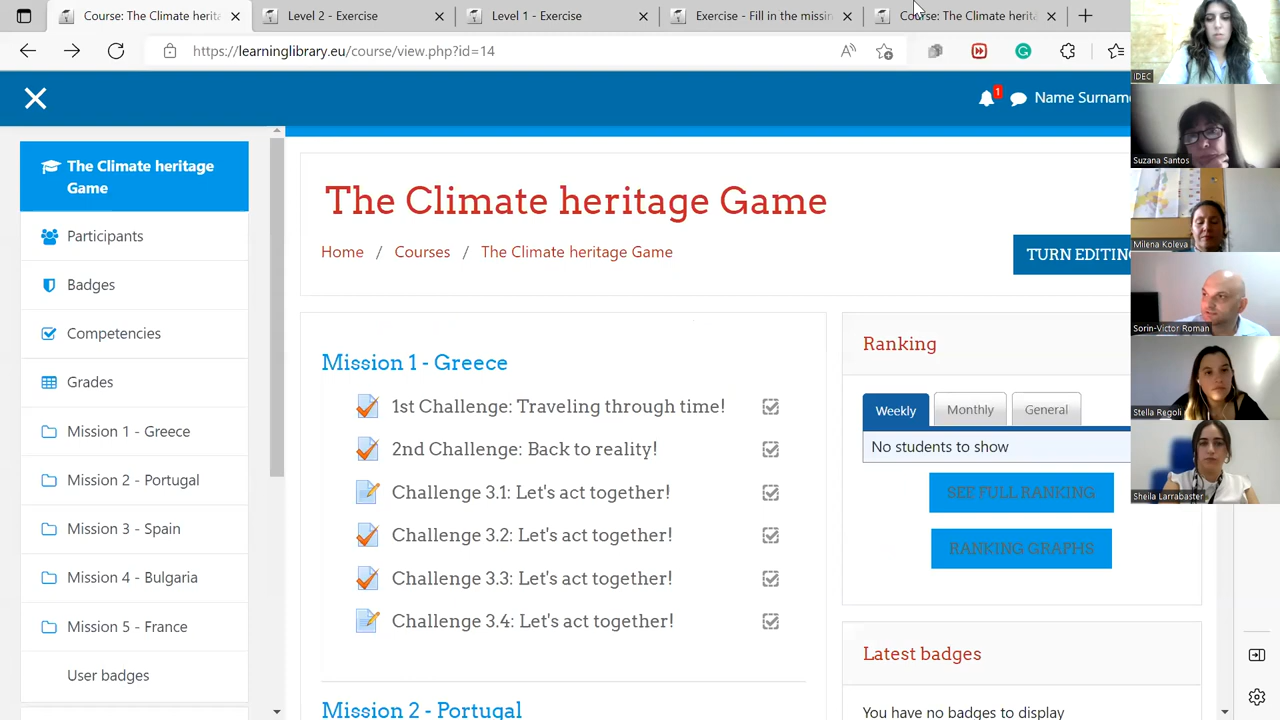 Course: The Climate heritag
Level 2 - Exercise
Level 1 - Exercise
Exercise - Fill in the missin
Course: The Climate herita
https://learninglibrary.eu/course/view.php?id=14
1
Name Surname
The Climate heritage
Game
Participants
Badges
Competencies
Grades
Mission 1 - Greece
Mission 2 - Portugal
Mission 3 - Spain
Mission 4 - Bulgaria
Mission 5 - France
User badges
The Climate heritage Game
Home / Courses / The Climate heritage Game
TURN EDITING
Mission 1 - Greece
1st Challenge: Traveling through time!
2nd Challenge: Back to reality!
Challenge 3.1: Let's act together!
Challenge 3.2: Let's act together!
Challenge 3.3: Let's act together!
Challenge 3.4: Let's act together!
Mission 2 - Portugal
Ranking
Weekly
Monthly
General
No students to show
SEE FULL RANKING
RANKING GRAPHS
Latest badges
You have no badges to display
IDEC
Suzana Santos
Milena Koleva
Sorin-Victor Roman
Stella Regoli
Sheila Larrabaster